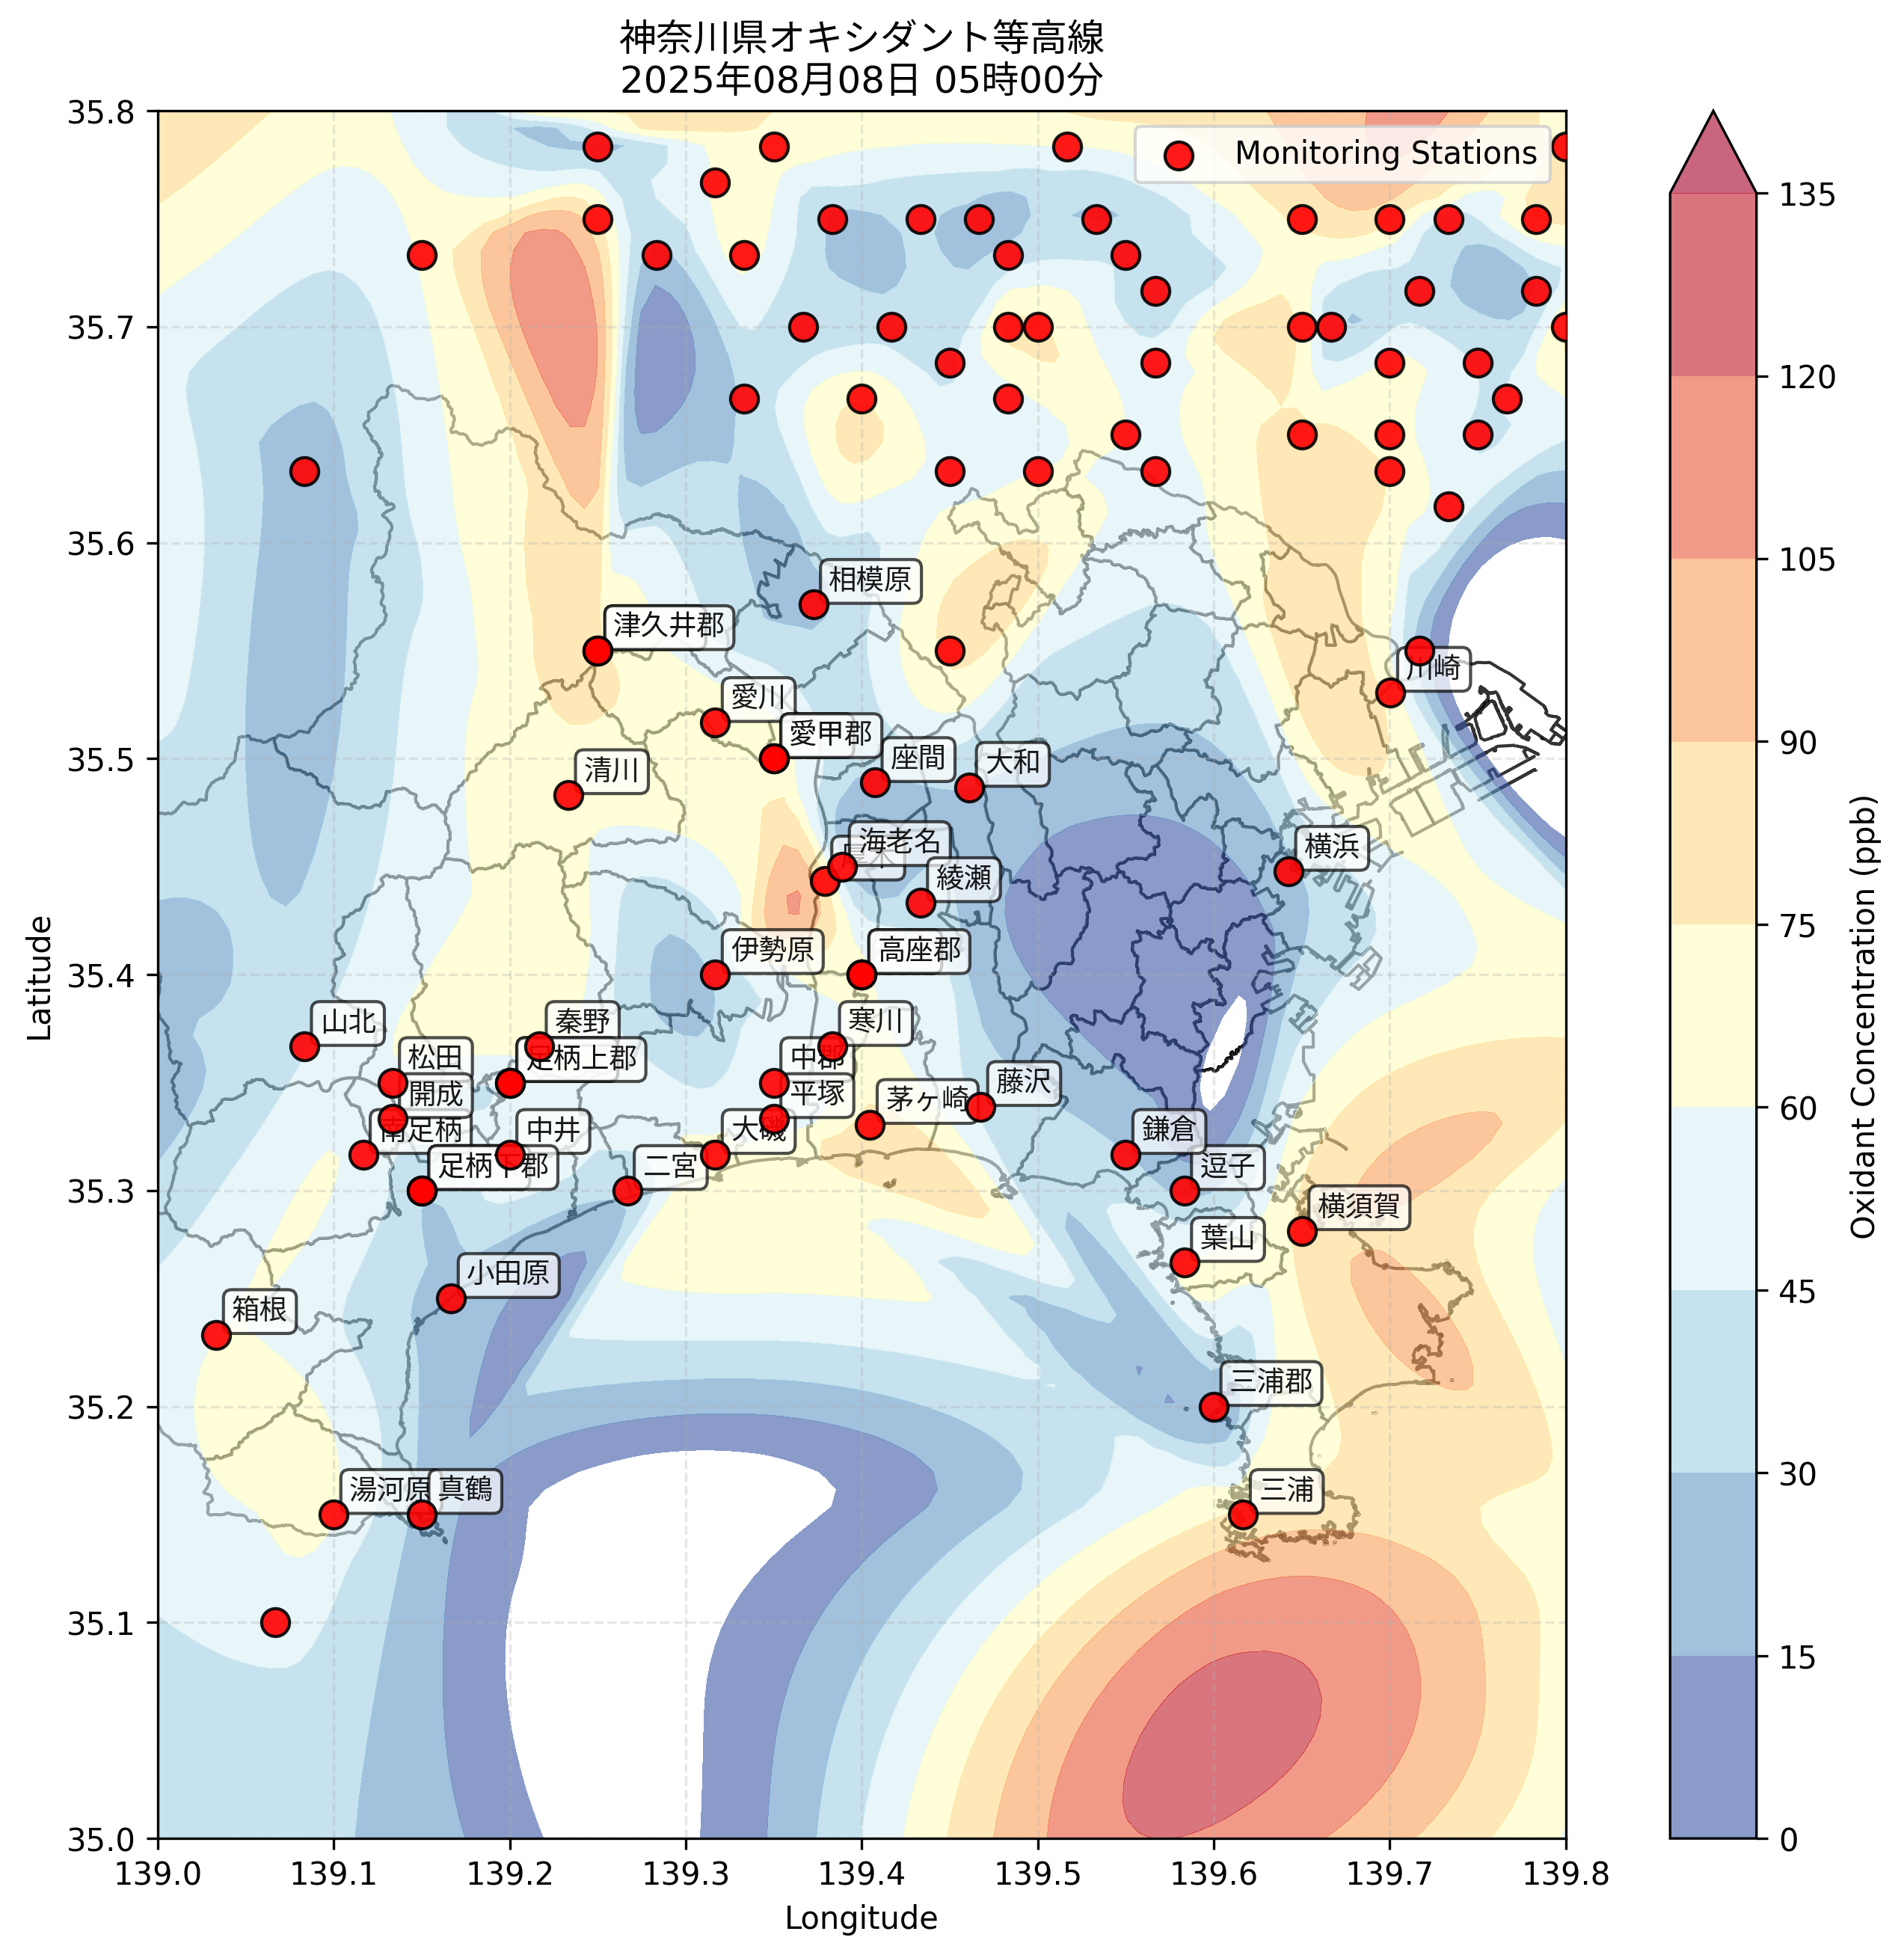 神奈川県オキシダント等高線
2025年08月08日 05時00分
Monitoring Stations
35.8
35.7
35.6
35.5
35.4
35.3
35.2
35.1
35.0
Latitude
139.0
139.1
139.2
139.3
139.4
139.5
139.6
139.7
139.8
Longitude
相模原
津久井郡
川崎
愛川
愛甲郡
座間
大和
清川
海老名
横浜
綾瀬
伊勢原
高座郡
山北
秦野
寒川
松田
足柄上郡
中郡
開成
平塚
茅ヶ崎
藤沢
南足柄
中井
大磯
鎌倉
足柄下郡
二宮
逗子
横須賀
葉山
小田原
箱根
三浦郡
湯河原
真鶴
三浦
135
120
105
90
75
60
45
30
15
0
Oxidant Concentration (ppb)